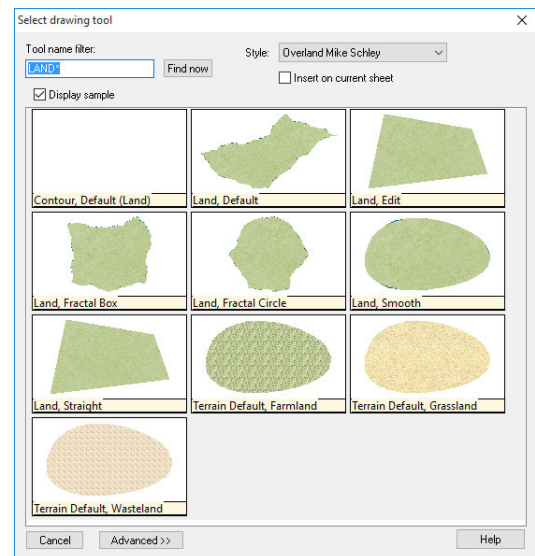 Select drawing tool
Tool name filter:
Style: Overland Mike Schley
LAND* Find now
Insert on current sheet
Display sample
Contour, Default (Land) Land, Default Land, Edit
Land, Fractal Box Land, Fractal Circle Land, Smooth
Land, Straight Terrain Default, Farmland Terrain Default, Grassland
Terrain Default, Wasteland
Cancel Advanced >> Help